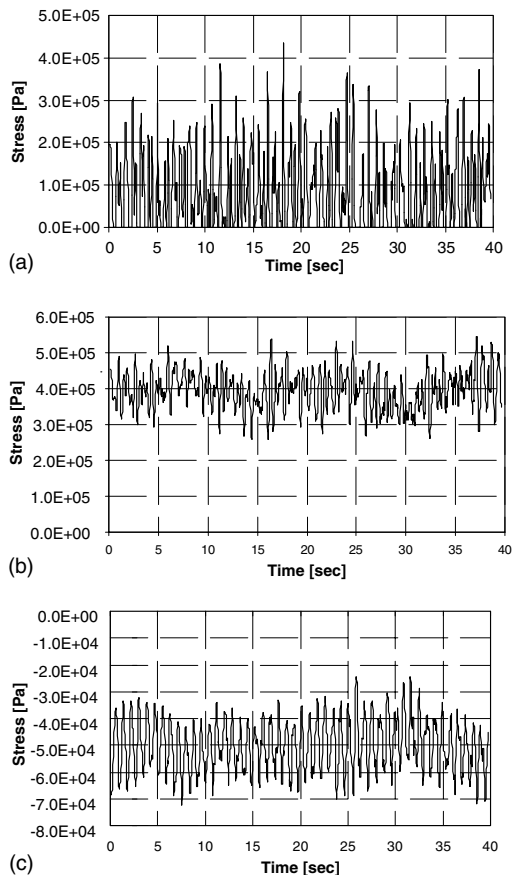 5.0E+05
4.0E+05
3.0E+05
2.0E+05
1.0E+05
0.0E+00
Stress [Pa]
0 5 10 15 20 25 30 35 40
Time [sec]
(a)
6.0E+05
5.0E+05
4.0E+05
3.0E+05
2.0E+05
1.0E+05
0.0E+00
Stress [Pa]
0 5 10 15 20 25 30 35 40
Time [sec]
(b)
0.0E+00
-1.0E+04
-2.0E+04
-3.0E+04
-4.0E+04
-5.0E+04
-6.0E+04
-7.0E+04
-8.0E+04
Stress [Pa]
0 5 10 15 20 25 30 35 40
Time [sec]
(c)